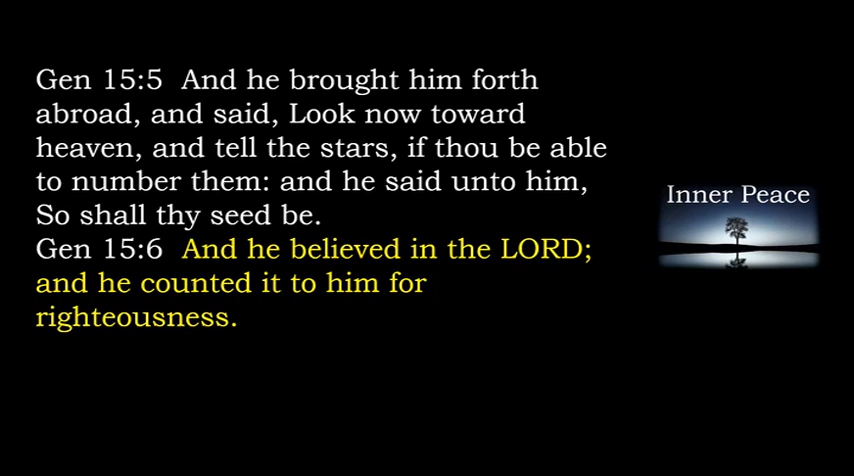 Gen 15:5  And he brought him forth
abroad, and said, Look now toward
heaven, and tell the stars, if thou be able
to number them: and he said unto him,
So shall thy seed be.
Gen 15:6  And he believed in the LORD;
and he counted it to him for
righteousness.
Inner Peace